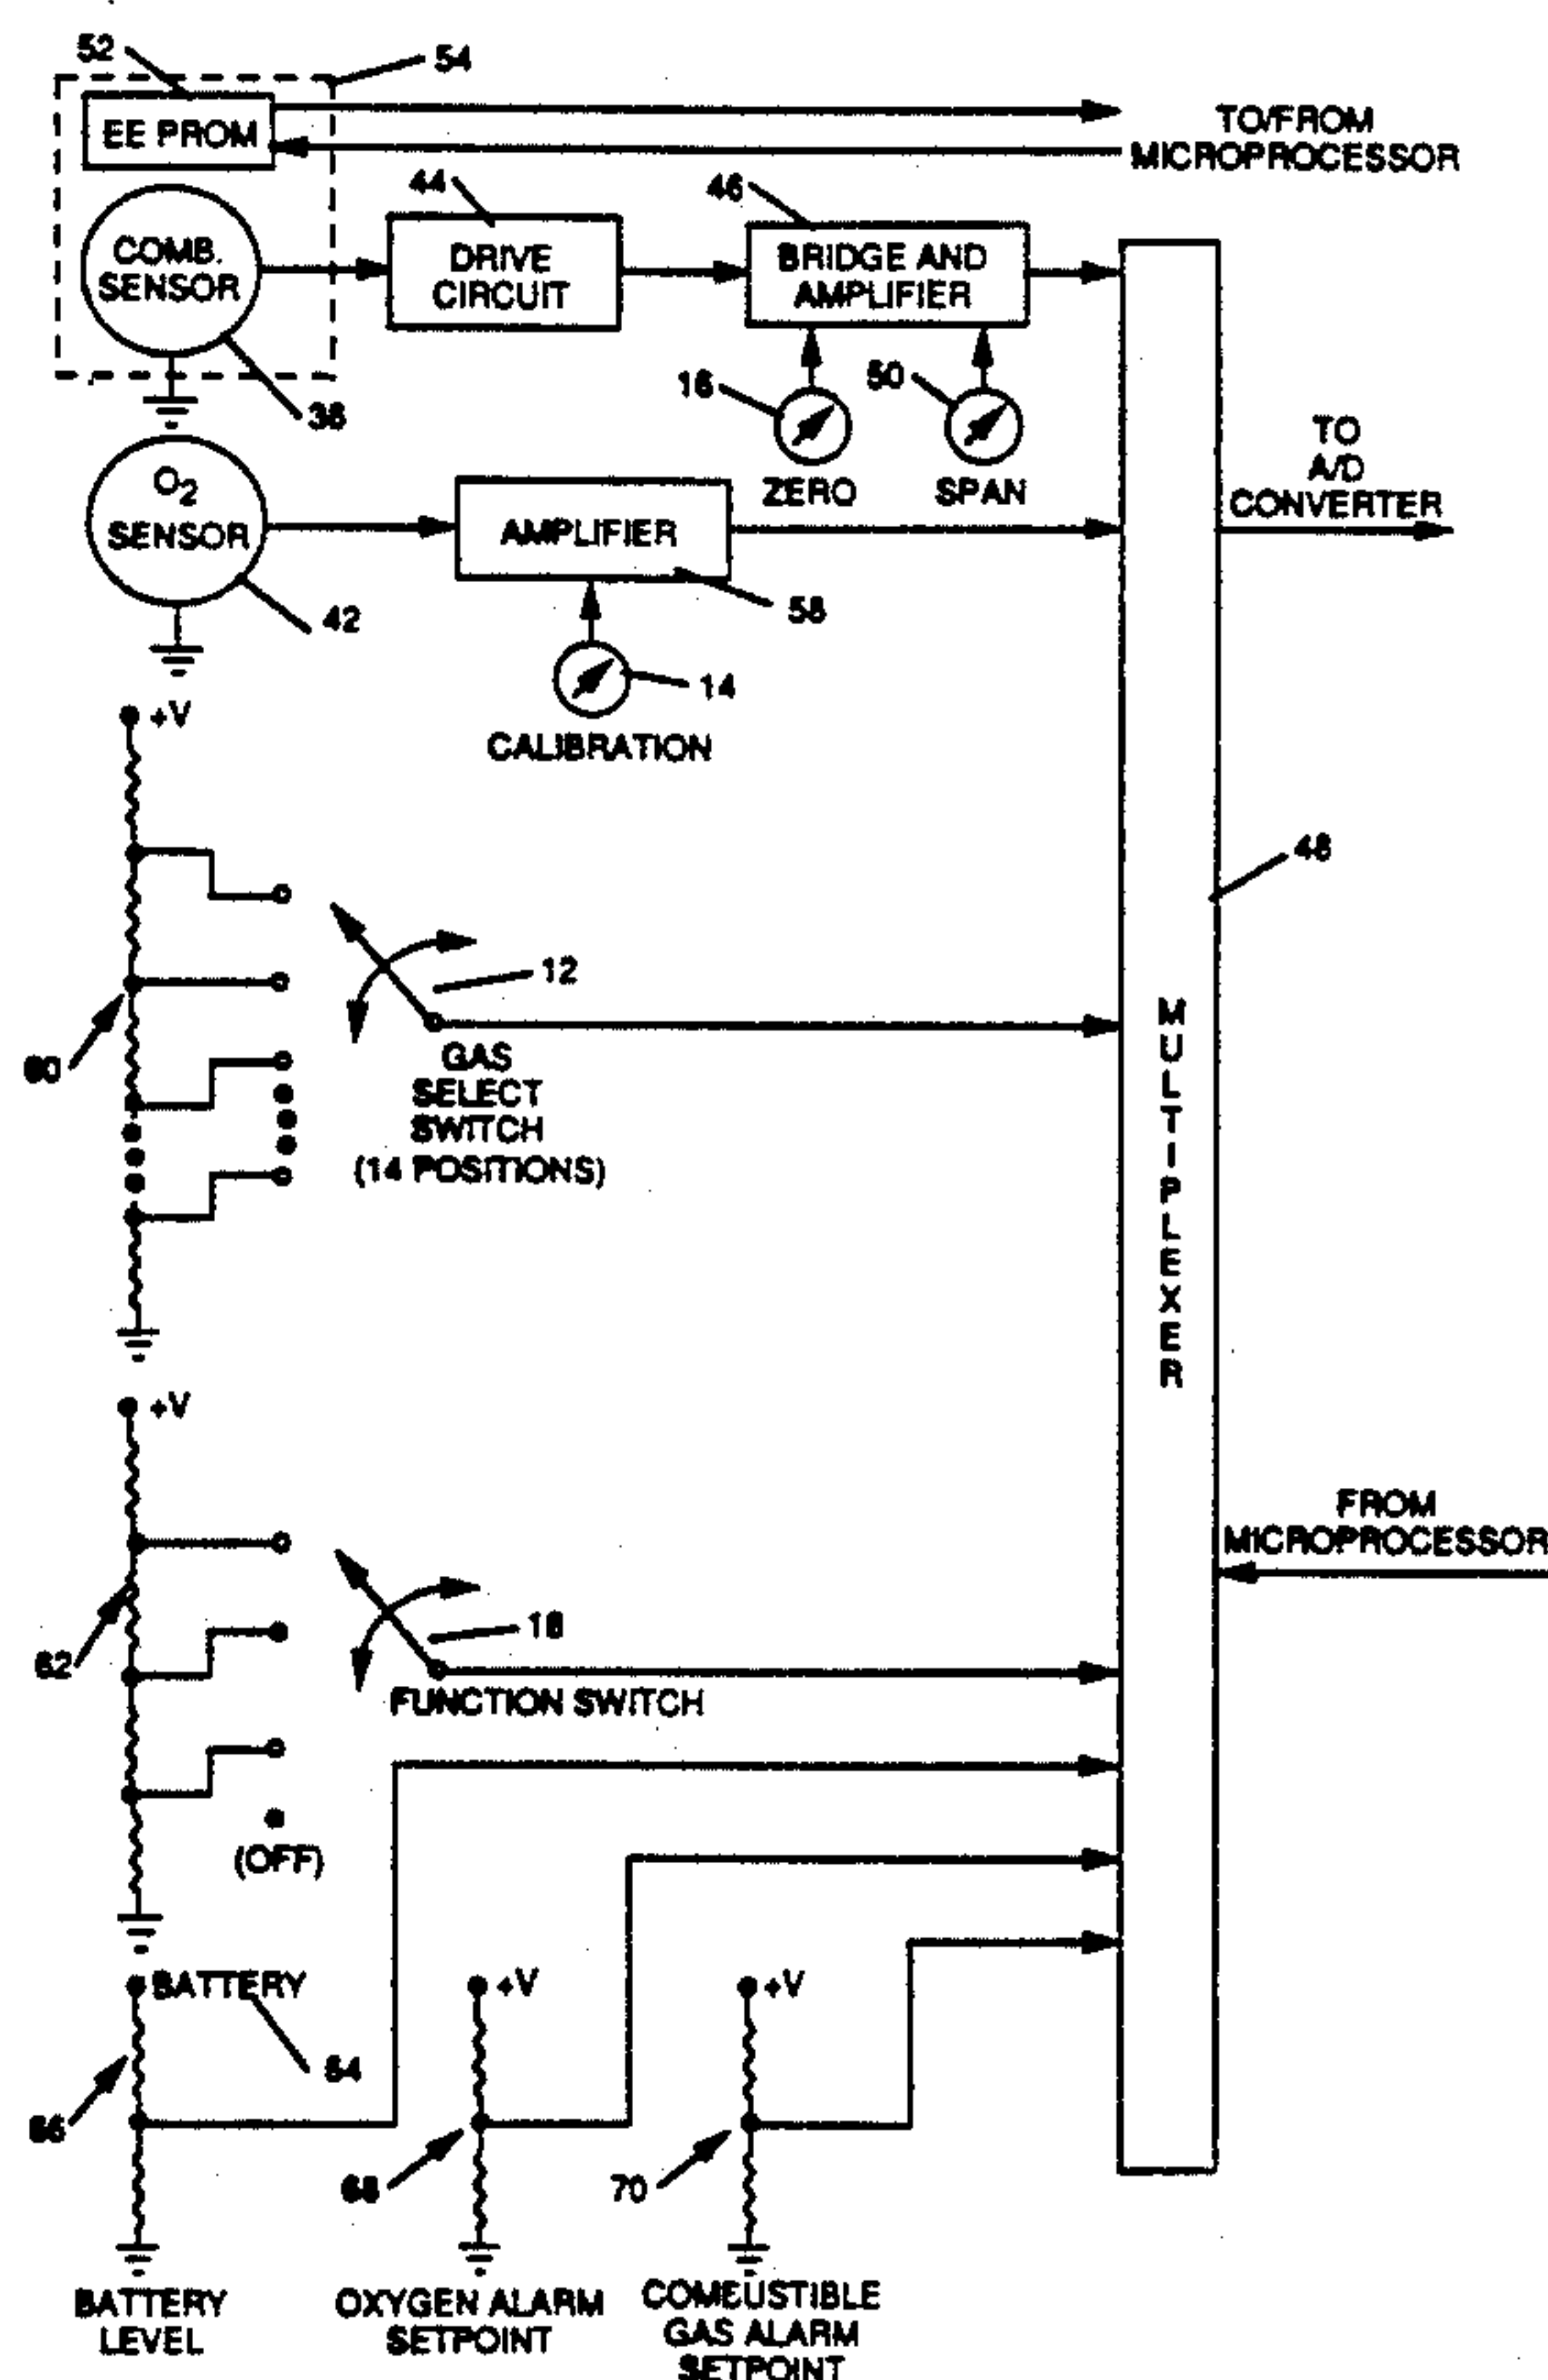 52
54
EE PROM
TO/FROM
MICROPROCESSOR
44
46
COMB.
SENSOR
DRIVE
CIRCUIT
BRIDGE AND
AMPLIFIER
16
50
38
ZERO
SPAN
TO
A/D
CONVERTER
O2
SENSOR
AMPLIFIER
42
58
14
+V
CALIBRATION
48
12
60
GAS
SELECT
SWITCH
(14 POSITIONS)
MULTIPLEXER
+V
FROM
MICROPROCESSOR
62
18
FUNCTION SWITCH
(OFF)
BATTERY
+V
+V
64
66
68
70
BATTERY
LEVEL
OXYGEN ALARM
SETPOINT
COMBUSTIBLE
GAS ALARM
SETPOINT